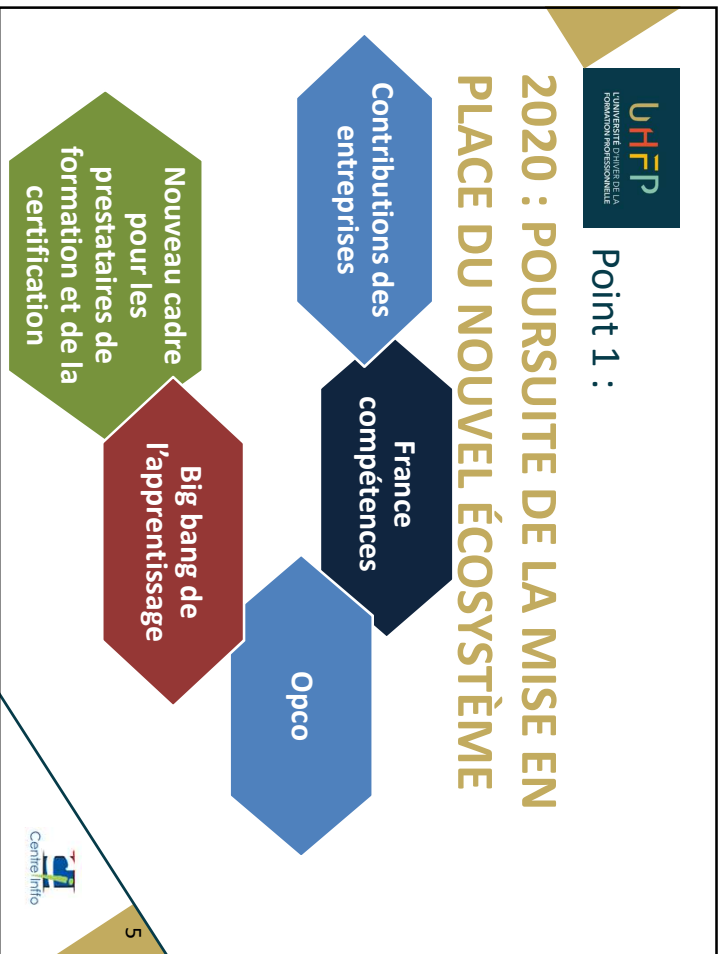 UHFP
L'UNIVERSITÉ D'HIVER DE LA
FORMATION PROFESSIONNELLE
Point 1 :
2020 : POURSUITE DE LA MISE EN
PLACE DU NOUVEL ÉCOSYSTÈME
Contributions des
entreprises
France
compétences
Opco
Nouveau cadre
pour les
prestataires de
formation et de la
certification
Big bang de
l'apprentissage
Centre Inffo
5